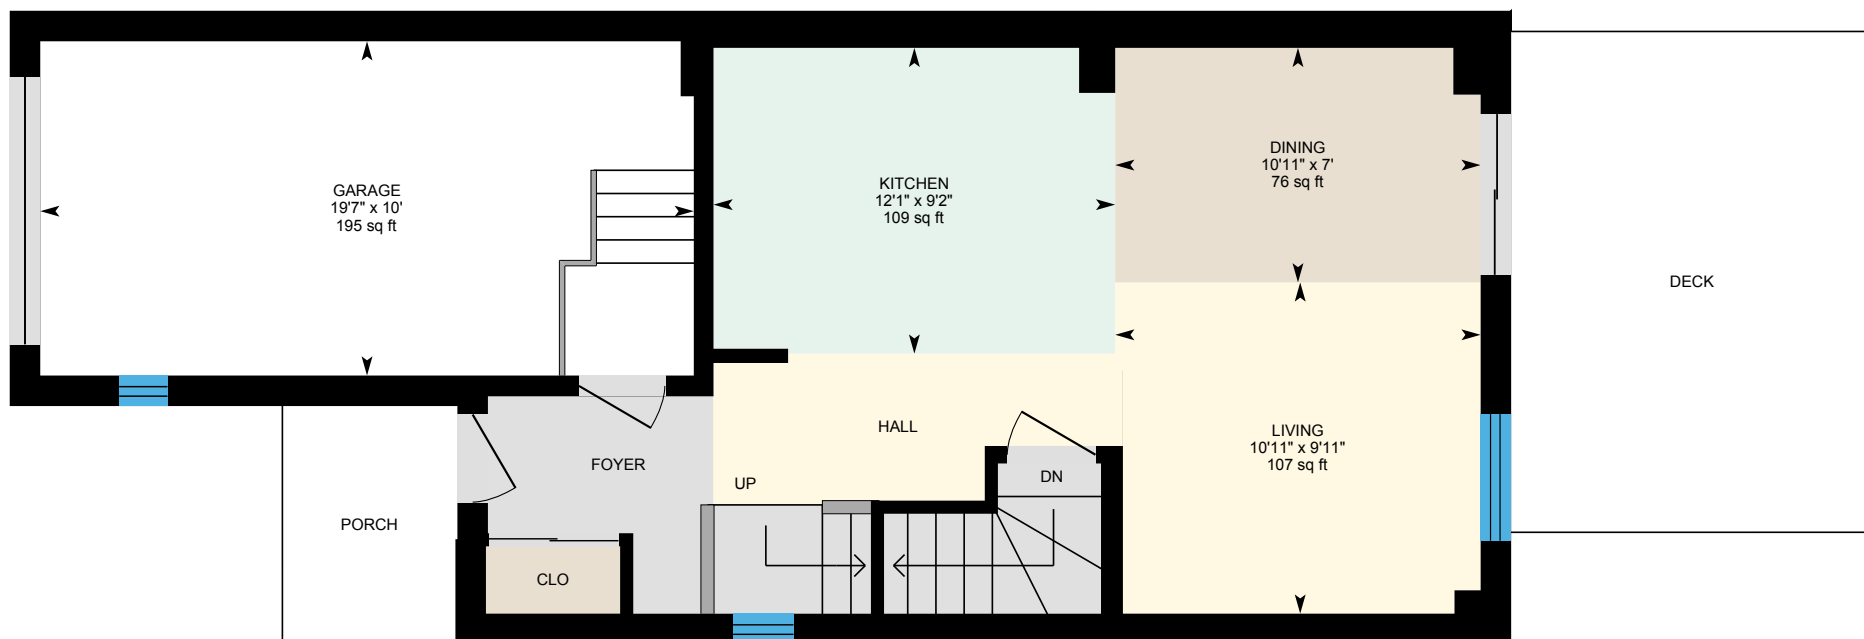 GARAGE
19'7" x 10'
195 sq ft
KITCHEN
12'1" x 9'2"
109 sq ft
DINING
10'11" x 7'
76 sq ft
DECK
HALL
LIVING
10'11" x 9'11"
107 sq ft
FOYER
UP
DN
PORCH
CLO